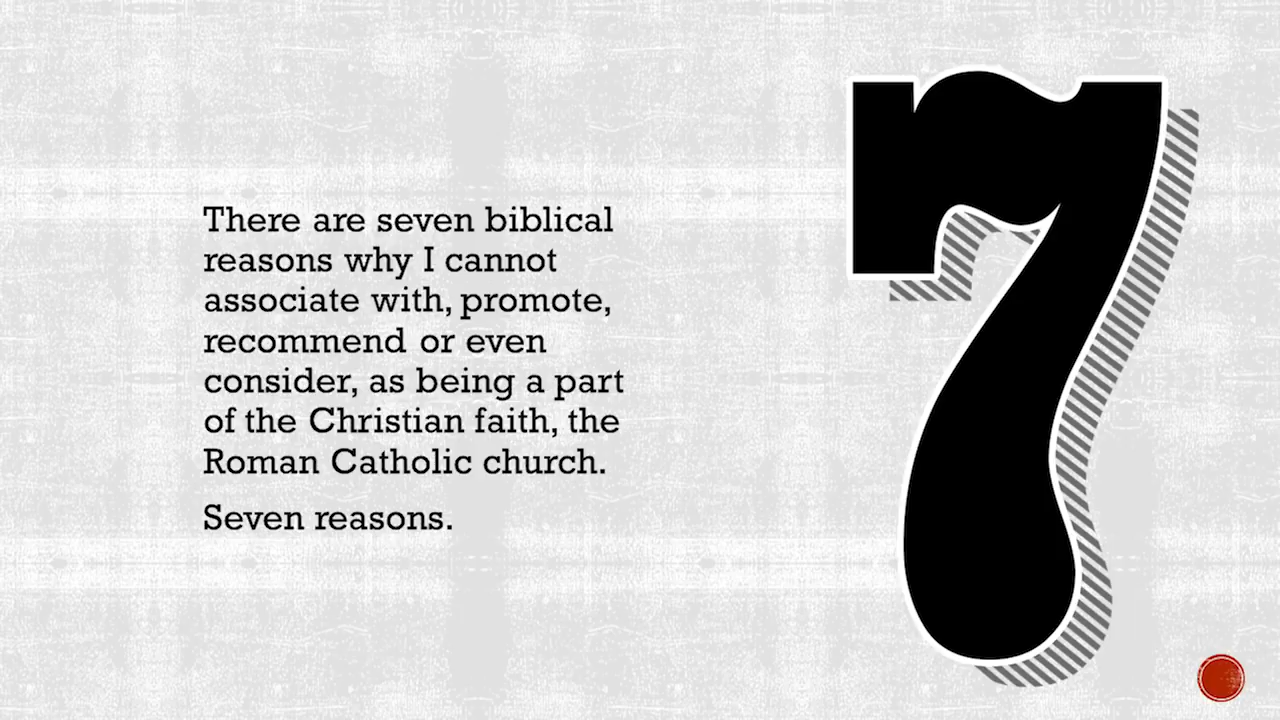 There are seven biblical
reasons why I cannot
associate with, promote,
recommend or even
consider, as being a part
of the Christian faith, the
Roman Catholic church.
Seven reasons.
7